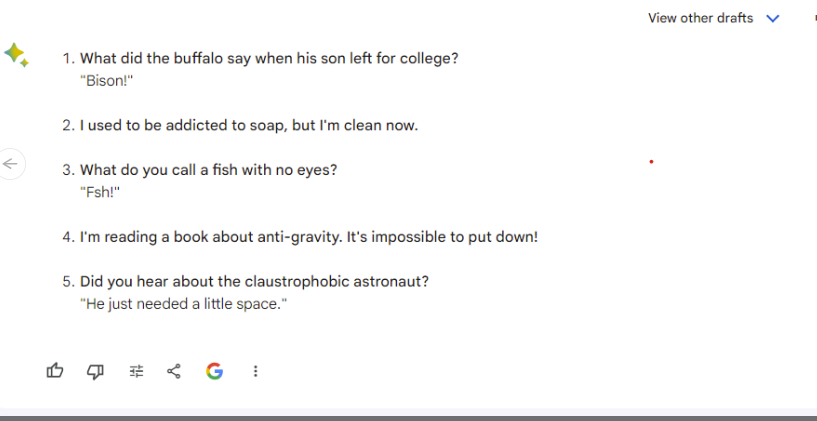 View other drafts
1. What did the buffalo say when his son left for college?
"Bison!"
2. I used to be addicted to soap, but I'm clean now.
3. What do you call a fish with no eyes?
"Fsh!"
4. I'm reading a book about anti-gravity. It's impossible to put down!
5. Did you hear about the claustrophobic astronaut?
"He just needed a little space."